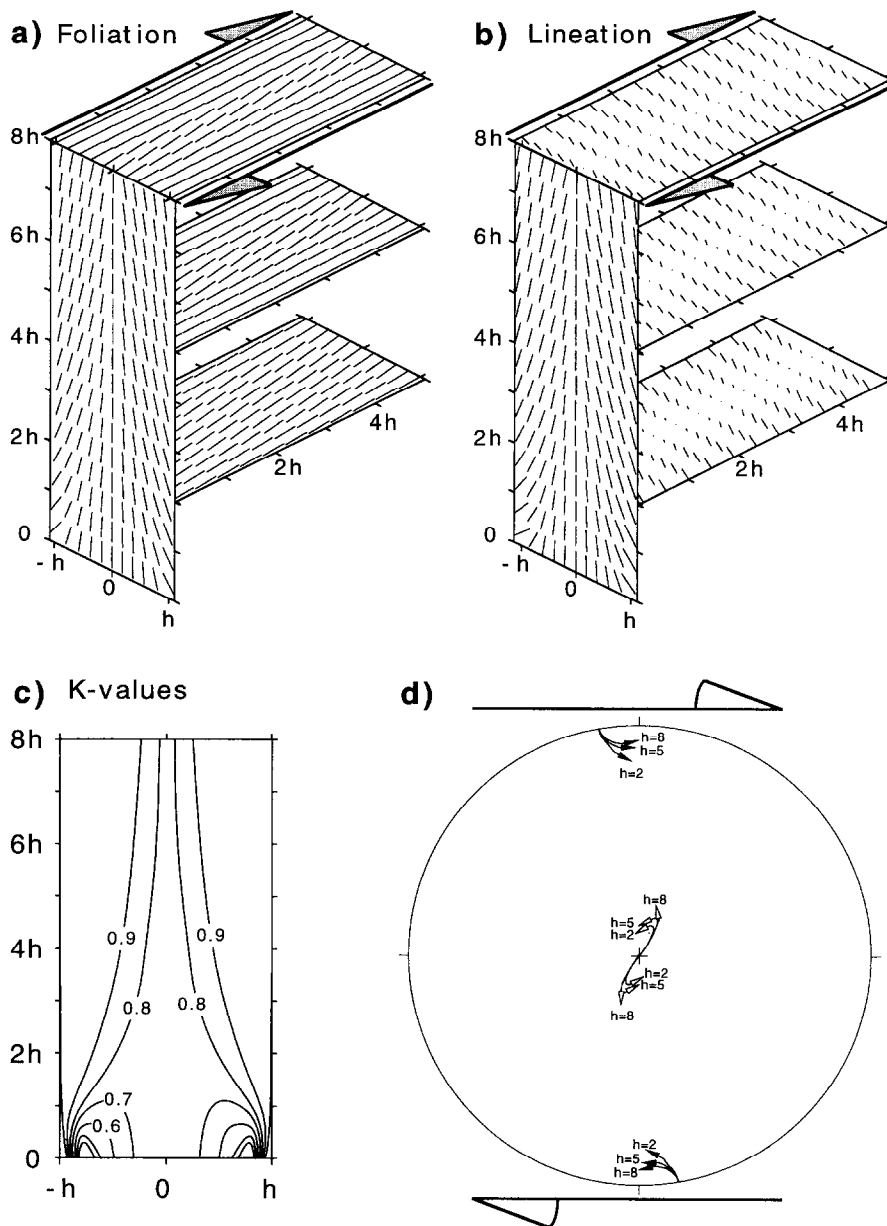 a) Foliation
8h
6h
4h
2h
0
-h
0
h
2h
4h
b) Lineation
8h
6h
4h
2h
0
-h
0
h
2h
4h
c) K-values
8h
6h
4h
2h
0
-h
0
h
0.9
0.9
0.8
0.8
0.7
0.6
d)
h=8
h=5
h=2
h=8
h=5
h=2
h=2
h=5
h=8
h=2
h=5
h=8